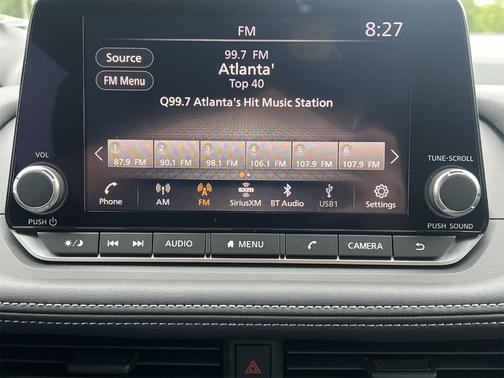 FM 8:27
Source
99.7 FM
Atlanta'
FM Menu
Top 40
Q99.7 Atlanta's Hit Music Station
1 2 3 4 5 6
87.9 FM 90.1 FM 98.1 FM 106.1 FM 107.9 FM 107.9 FM
VOL TUNE-SCROLL
sxm
Phone AM FM SiriusXM BT Audio USB1 Settings
PUSH PUSH SOUND
AUDIO MENU CAMERA